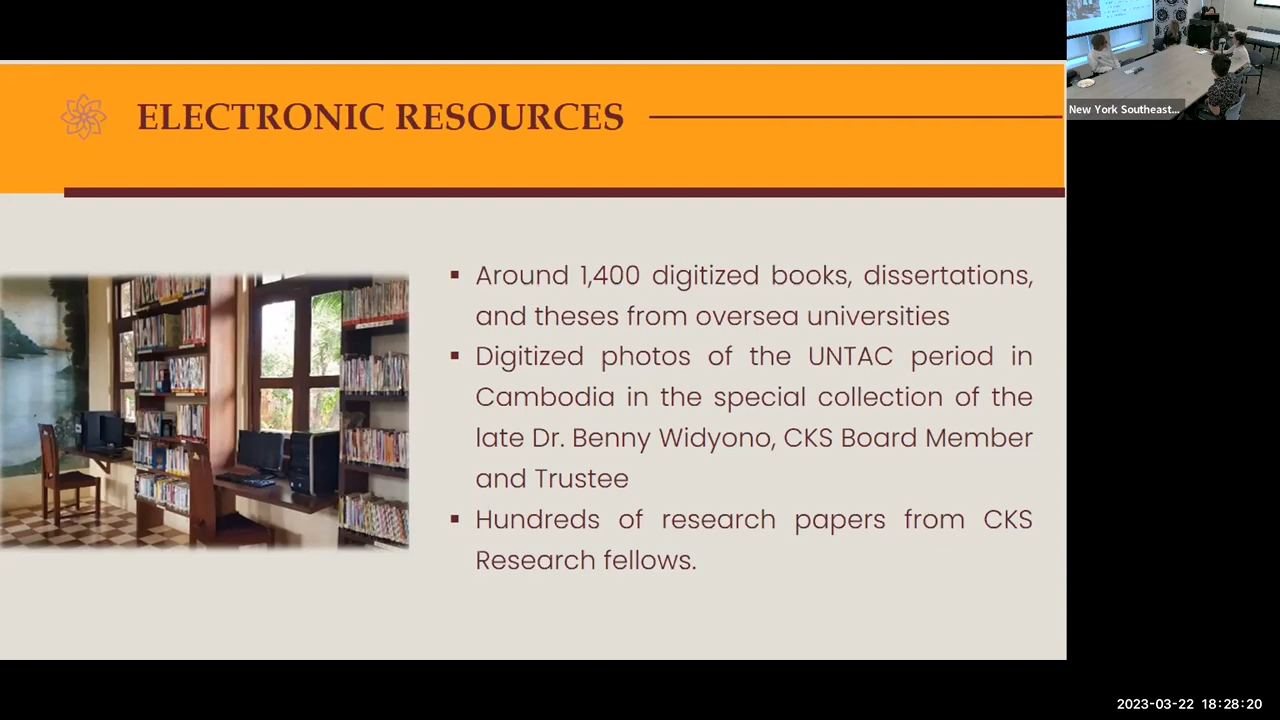 ELECTRONIC RESOURCES
New York Southeast...
▪ Around 1,400 digitized books, dissertations,
and theses from oversea universities
▪ Digitized photos of the UNTAC period in
Cambodia in the special collection of the
late Dr. Benny Widyono, CKS Board Member
and Trustee
▪ Hundreds of research papers from CKS
Research fellows.
2023-03-22 18:28:20